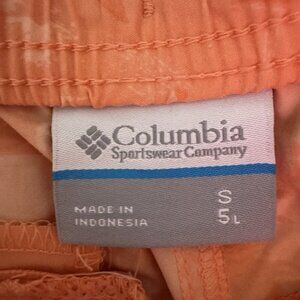 Columbia
Sportswear Company
S
5L
MADE IN
INDONESIA